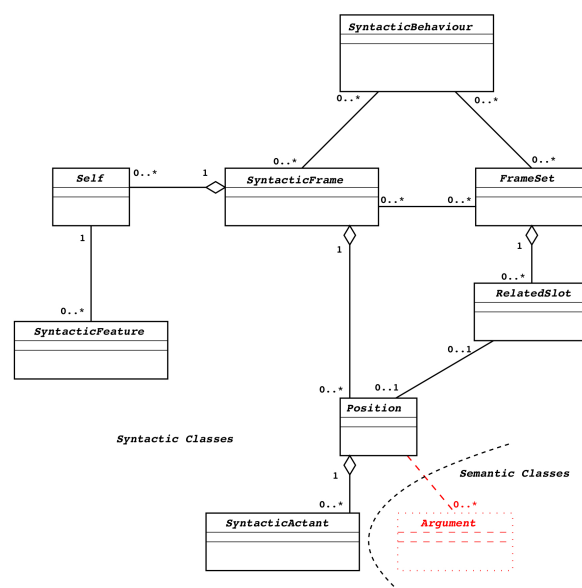 SyntacticBehaviour
0..*
0..*
0..*
0..*
Self
0..*
1
SyntacticFrame
0..*
0..*
FrameSet
1
1
1
0..*
RelatedSlot
0..*
SyntacticFeature
0..1
0..*
0..1
Position
Syntactic Classes
1
Semantic Classes
0..*
0..*
SyntacticActant
Argument